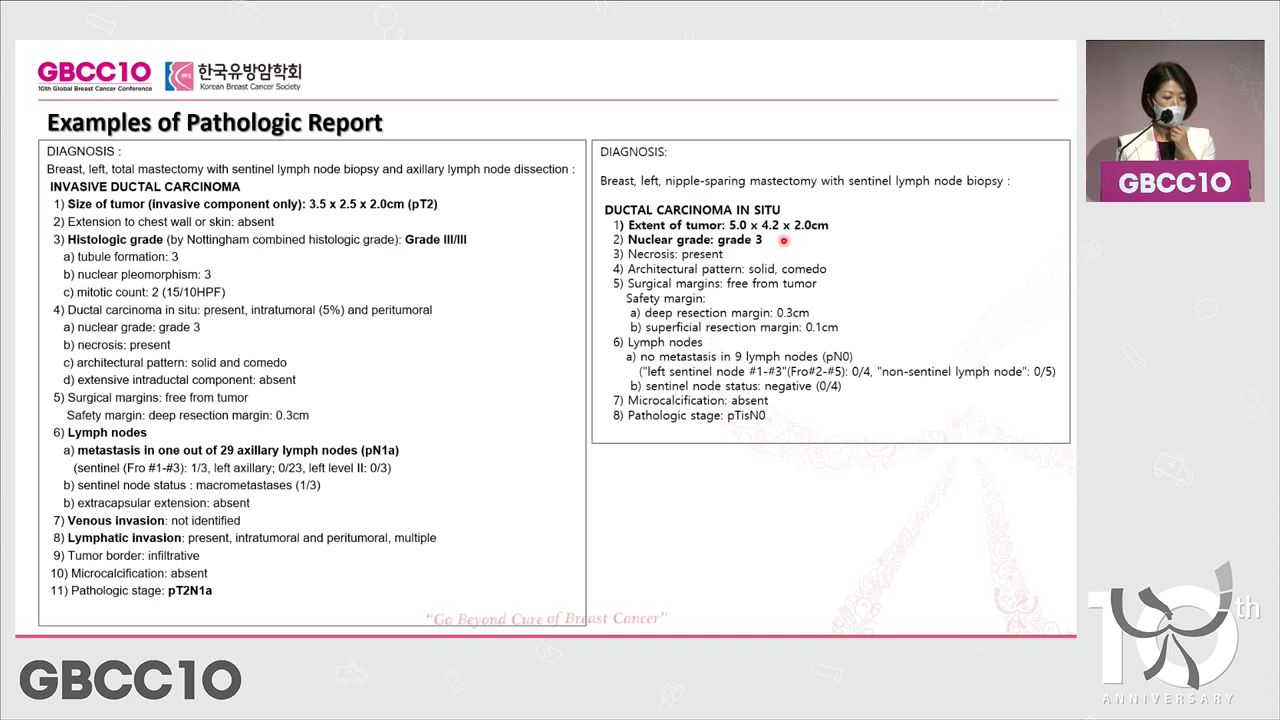 GBCC10
10th Global Breast Cancer Conference
한국유방암학회
Korean Breast Cancer Society
Examples of Pathologic Report
DIAGNOSIS :
Breast, left, total mastectomy with sentinel lymph node biopsy and axillary lymph node dissection :
INVASIVE DUCTAL CARCINOMA
1) Size of tumor (invasive component only): 3.5 x 2.5 x 2.0cm (pT2)
2) Extension to chest wall or skin: absent
3) Histologic grade (by Nottingham combined histologic grade): Grade III/III
a) tubule formation: 3
b) nuclear pleomorphism: 3
c) mitotic count: 2 (15/10HPF)
4) Ductal carcinoma in situ: present, intratumoral (5%) and peritumoral
a) nuclear grade: grade 3
b) necrosis: present
c) architectural pattern: solid and comedo
d) extensive intraductal component: absent
5) Surgical margins: free from tumor
Safety margin: deep resection margin: 0.3cm
6) Lymph nodes
a) metastasis in one out of 29 axillary lymph nodes (pN1a)
(sentinel (Fro #1-#3): 1/3, left axillary; 0/23, left level II: 0/3)
b) sentinel node status : macrometastases (1/3)
b) extracapsular extension: absent
7) Venous invasion: not identified
8) Lymphatic invasion: present, intratumoral and peritumoral, multiple
9) Tumor border: infiltrative
10) Microcalcification: absent
11) Pathologic stage: pT2N1a
DIAGNOSIS:
Breast, left, nipple-sparing mastectomy with sentinel lymph node biopsy :
DUCTAL CARCINOMA IN SITU
1) Extent of tumor: 5.0 x 4.2 x 2.0cm
2) Nuclear grade: grade 3
3) Necrosis: present
4) Architectural pattern: solid, comedo
5) Surgical margins: free from tumor
Safety margin:
a) deep resection margin: 0.3cm
b) superficial resection margin: 0.1cm
6) Lymph nodes
a) no metastasis in 9 lymph nodes (pN0)
("left sentinel node #1-#3"(Fro#2-#5): 0/4, "non-sentinel lymph node": 0/5)
b) sentinel node status: negative (0/4)
7) Microcalcification: absent
8) Pathologic stage: pTisN0
"Go Beyond Cure of Breast Cancer"
GBCC10
GBCC10
10th
ANNIVERSARY